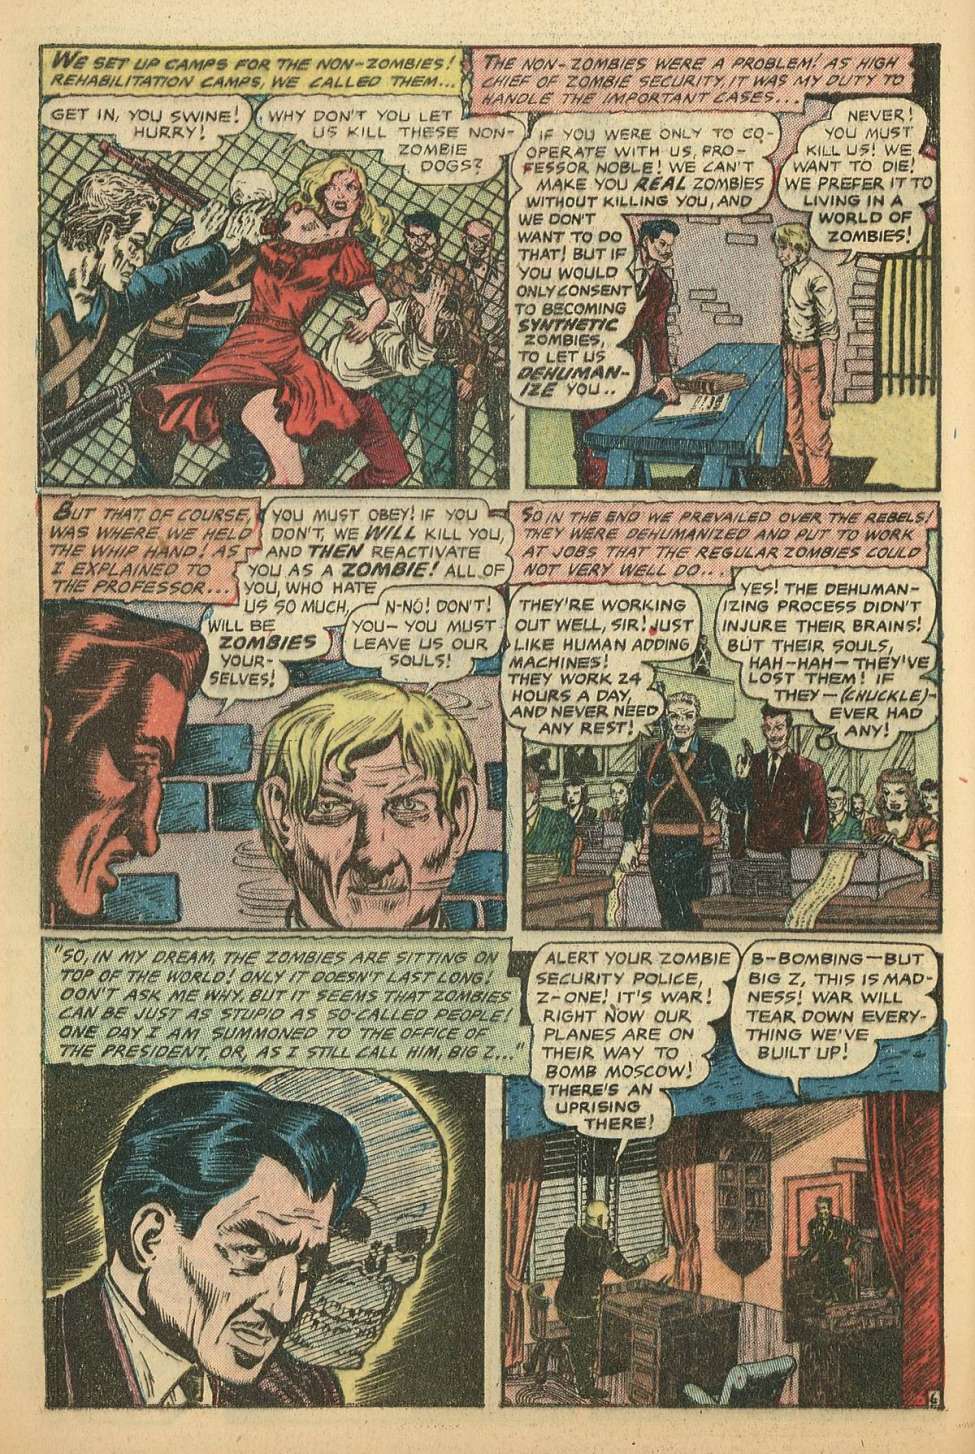 WE SET UP CAMPS FOR THE NON-ZOMBIES!
REHABILITATION CAMPS, WE CALLED THEM...
GET IN, YOU SWINE!
HURRY!
WHY DON'T YOU LET
US KILL THESE NON-
ZOMBIE
DOGS?
THE NON-ZOMBIES WERE A PROBLEM! AS HIGH
CHIEF OF ZOMBIE SECURITY, IT WAS MY DUTY TO
HANDLE THE IMPORTANT CASES...
IF YOU WERE ONLY TO CO-
OPERATE WITH US, PRO-
FESSOR NOBLE! WE CAN'T
MAKE YOU REAL ZOMBIES
WITHOUT KILLING YOU, AND
WE DON'T
WANT TO DO
THAT! BUT IF
YOU WOULD
ONLY CONSENT
TO BECOMING
SYNTHETIC
ZOMBIES,
TO LET US
DEHUMAN-
IZE YOU..
NEVER!
YOU MUST
KILL US! WE
WANT TO DIE!
WE PREFER IT TO
LIVING IN A
WORLD OF
ZOMBIES!
BUT THAT, OF COURSE,
WAS WHERE WE HELD
THE WHIP HAND! AS
I EXPLAINED TO
THE PROFESSOR...
YOU MUST OBEY! IF YOU
DON'T, WE WILL KILL YOU,
AND THEN REACTIVATE
YOU AS A ZOMBIE! ALL OF
YOU, WHO HATE
US SO MUCH,
WILL BE
ZOMBIES
YOUR-
SELVES!
N-NO! DON'T!
YOU-YOU MUST
LEAVE US OUR
SOULS!
SO IN THE END WE PREVAILED OVER THE REBELS!
THEY WERE DEHUMANIZED AND PUT TO WORK
AT JOBS THAT THE REGULAR ZOMBIES COULD
NOT VERY WELL DO...
THEY'RE WORKING
OUT WELL, SIR! JUST
LIKE HUMAN ADDING
MACHINES!
THEY WORK 24
HOURS A DAY,
AND NEVER NEED
ANY REST!
YES! THE DEHUMAN-
IZING PROCESS DIDN'T
INJURE THEIR BRAINS!
BUT THEIR SOULS,
HAH-HAH-THEY'VE
LOST THEM! IF
THEY-(CHUCKLE)-
EVER HAD
ANY!
"SO, IN MY DREAM, THE ZOMBIES ARE SITTING ON
TOP OF THE WORLD! ONLY IT DOESN'T LAST LONG!
DON'T ASK ME WHY, BUT IT SEEMS THAT ZOMBIES
CAN BE JUST AS STUPID AS SO-CALLED PEOPLE!
ONE DAY I AM SUMMONED TO THE OFFICE OF
THE PRESIDENT, OR, AS I STILL CALL HIM, BIG Z..."
ALERT YOUR ZOMBIE
SECURITY POLICE,
Z-ONE! IT'S WAR!
RIGHT NOW OUR
PLANES ARE ON
THEIR WAY TO
BOMB MOSCOW!
THERE'S AN
UPRISING
THERE!
B-BOMBING-BUT
BIG Z, THIS IS MAD-
NESS! WAR WILL
TEAR DOWN EVERY-
THING WE'VE
BUILT UP!
6